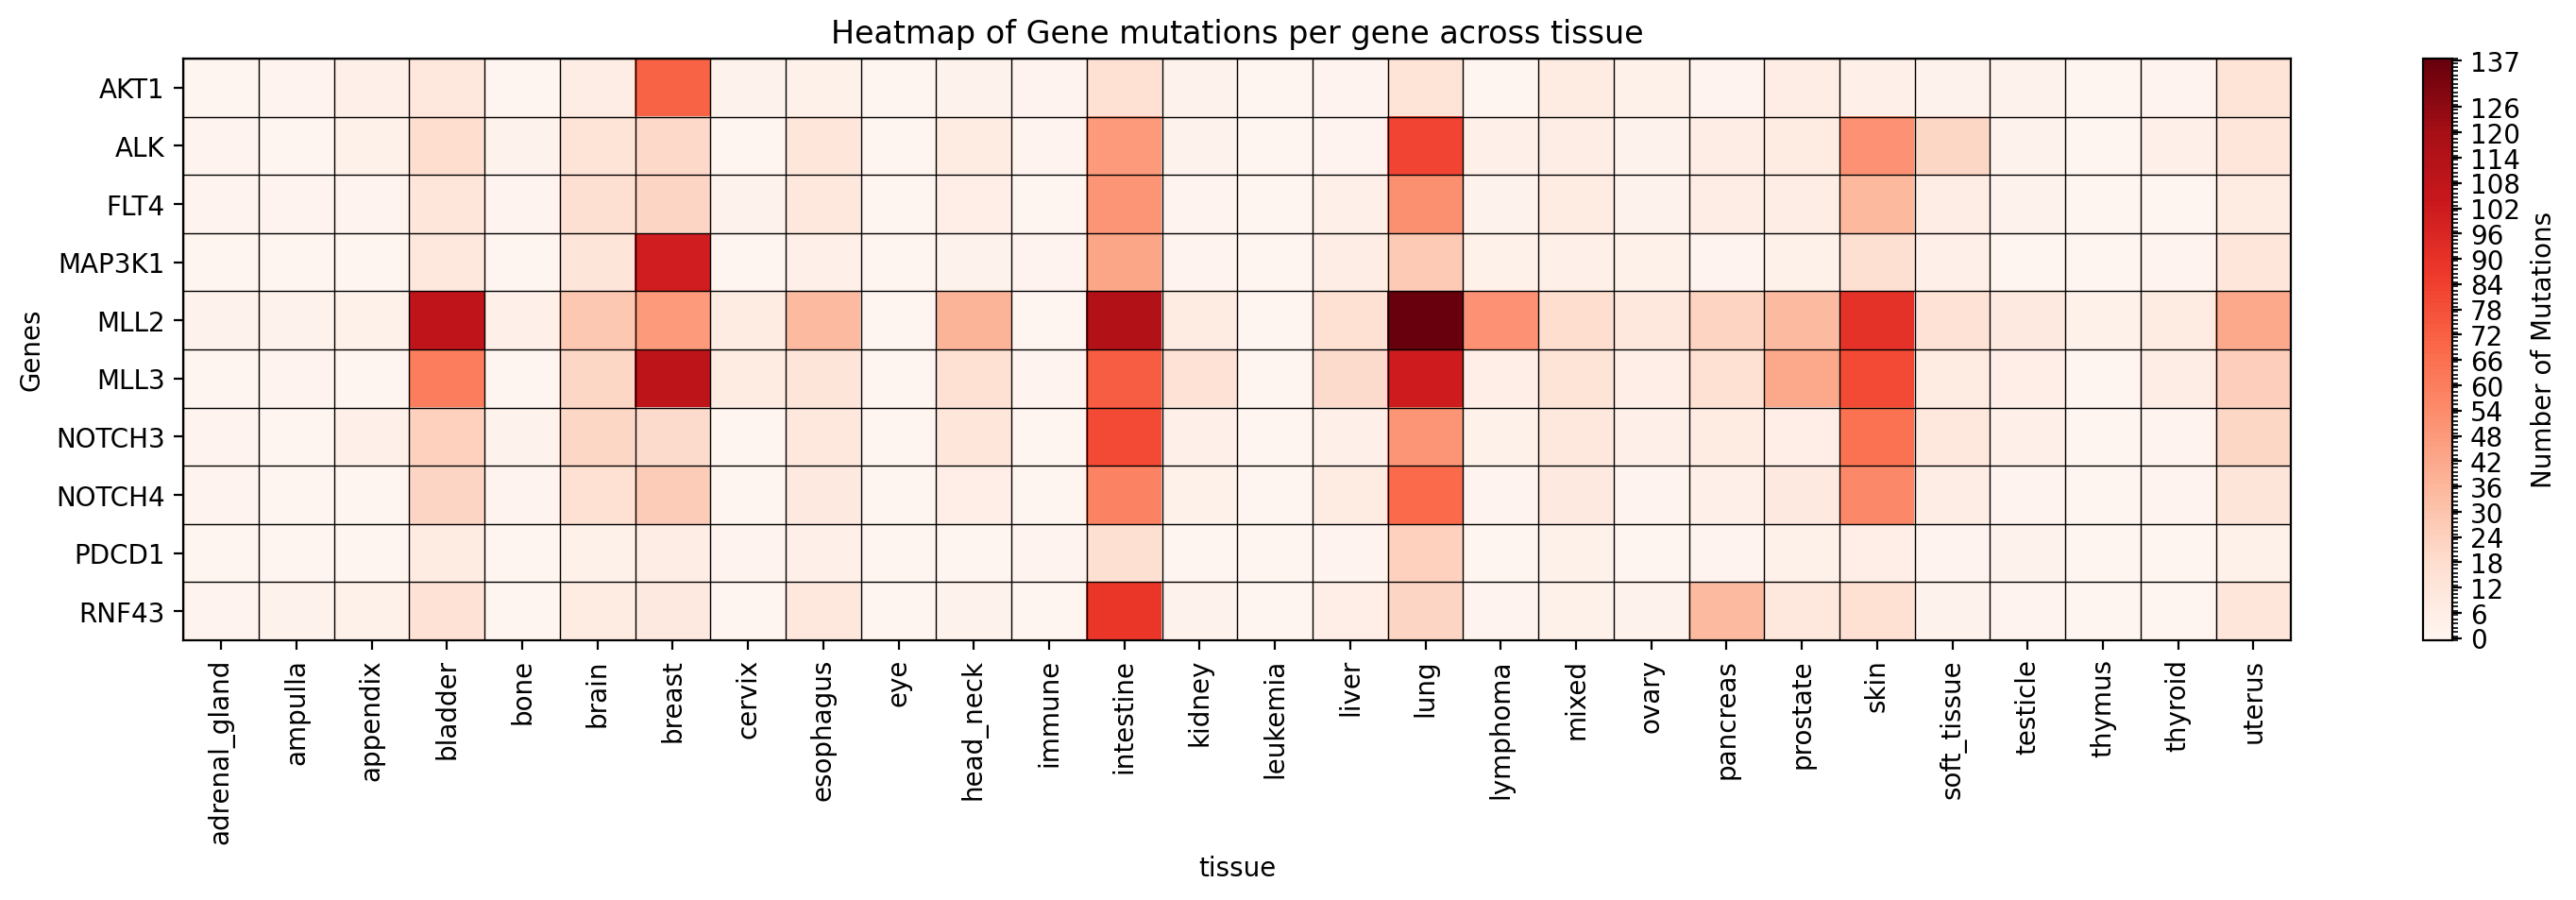 Heatmap of Gene mutations per gene across tissue
Genes
AKT1
ALK
FLT4
MAP3K1
MLL2
MLL3
NOTCH3
NOTCH4
PDCD1
RNF43
adrenal_gland
ampulla
appendix
bladder
bone
brain
breast
cervix
esophagus
eye
head_neck
immune
intestine
kidney
leukemia
liver
lung
lymphoma
mixed
ovary
pancreas
prostate
skin
soft_tissue
testicle
thymus
thyroid
uterus
tissue
137
126
120
114
108
102
96
90
84
78
72
66
60
54
48
42
36
30
24
18
12
6
0
Number of Mutations